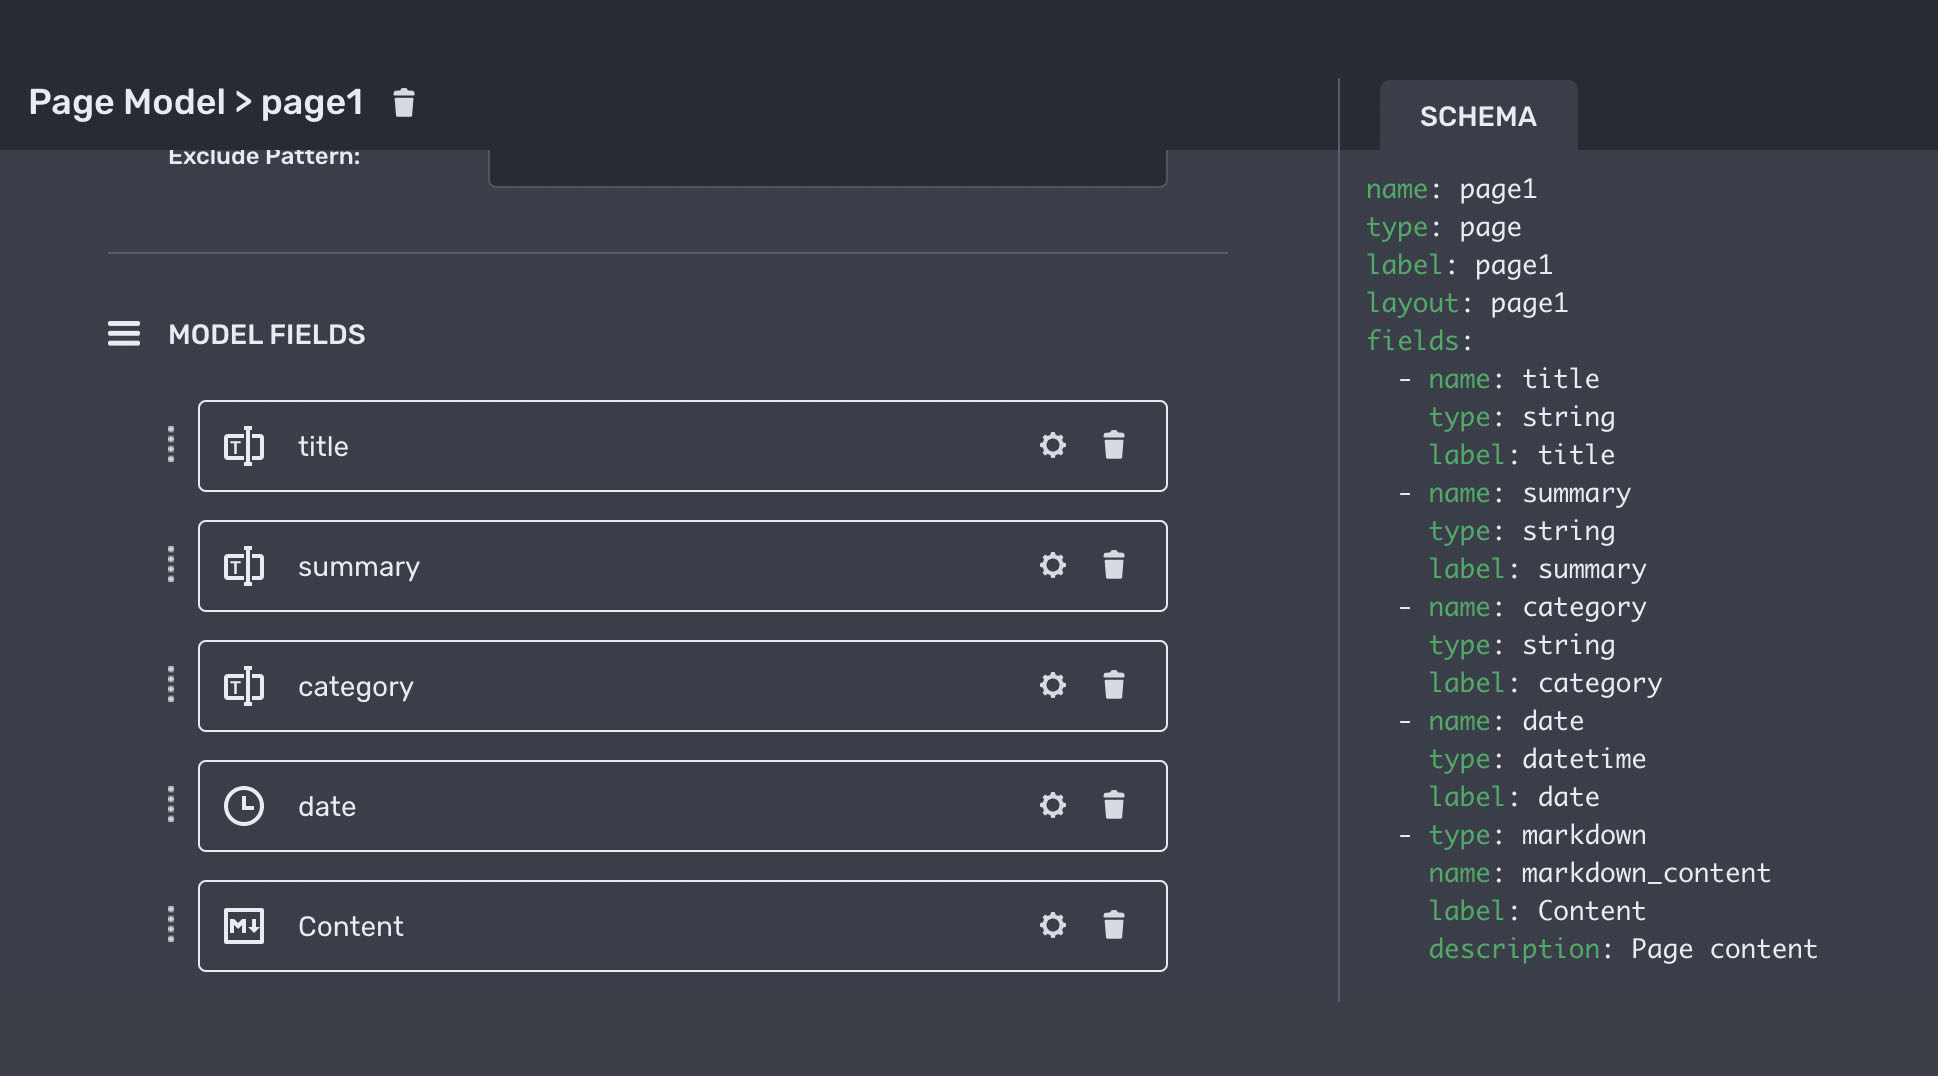 Page Model > page1
Exclude Pattern:
MODEL FIELDS
title
summary
category
date
Content
SCHEMA
name: page1
type: page
label: page1
layout: page1
fields:
- name: title
type: string
label: title
- name: summary
type: string
label: summary
- name: category
type: string
label: category
- name: date
type: datetime
label: date
- type: markdown
name: markdown_content
label: Content
description: Page content